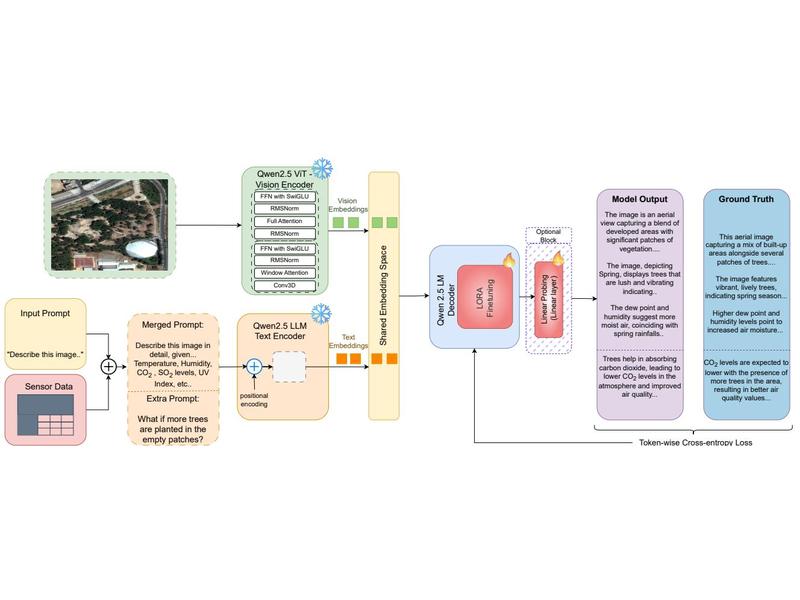 Input Prompt
"Describe this image.."
Sensor Data
Merged Prompt:
Describe this image in
detail, given...
Temperature, Humidity,
CO2 , SO2 levels, UV
Index, etc..
Extra Prompt:
What if more trees
are planted in the
empty patches?
Qwen2.5 ViT -
Vision Encoder
FFN with SwiGLU
RMSNorm
Full Attention
RMSNorm
FFN with SwiGLU
RMSNorm
Window Attention
Conv3D
Qwen2.5 LLM
Text Encoder
positional
encoding
Vision
Embeddings
Text
Embeddings
Shared Embedding Space
Qwen 2.5 LM
Decoder
LORA
Finetuning
Optional
Block
Linear Probing
(Linear layer)
Model Output
The image is an aerial
view capturing a blend of
developed areas with
significant patches of
vegetation....
The image, depicting
Spring, displays trees that
are lush and vibrating
indicating..
The dew point and
humidity suggest more
moist air, coinciding with
spring rainfalls..
Trees help in absorbing
carbon dioxide, leading to
lower CO2 levels in the
atmosphere and improved
air quality...
Ground Truth
This aerial image
capturing a mix of built-up
areas alongside several
patches of trees....
The image features
vibrant, lively trees,
indicating spring season...
Higher dew point and
humidity levels point to
increased air moisture...
CO2 levels are expected to
lower with the presence of
more trees in the area,
resulting in better air
quality values...
Token-wise Cross-entropy Loss